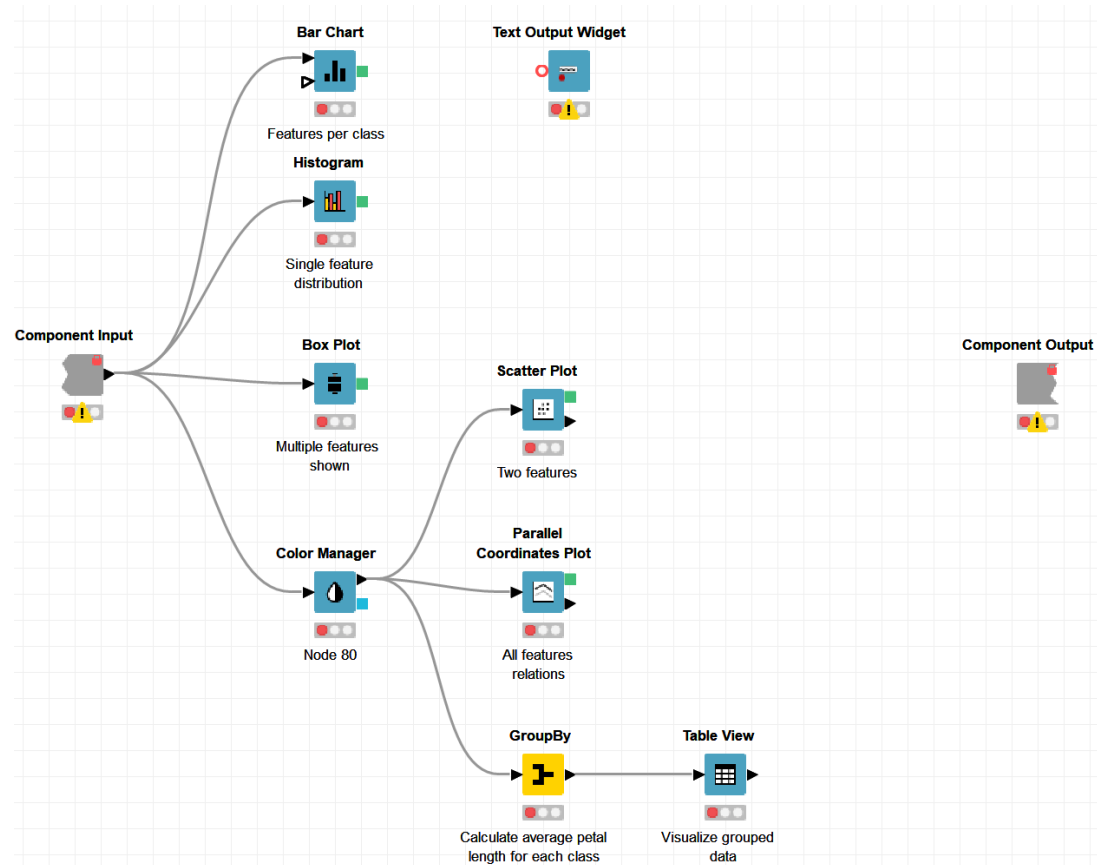 Bar Chart
Text Output Widget
Features per class
Histogram
Single feature
distribution
Component Input
Box Plot
Component Output
Scatter Plot
Multiple features
shown
Two features
Parallel
Coordinates Plot
Color Manager
Node 80
All features
relations
GroupBy
Table View
Calculate average petal
length for each class
Visualize grouped
data